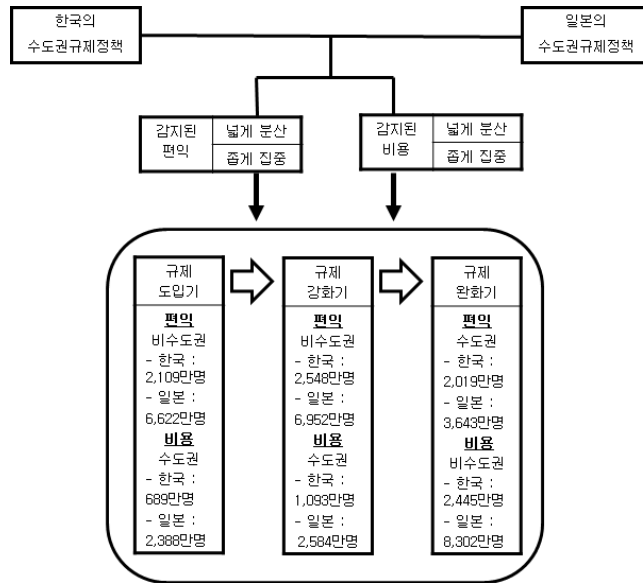 한국의
수도권규제정책
일본의
수도권규제정책
감지된
편익
넓게 분산
좁게 집중
감지된
비용
넓게 분산
좁게 집중
규제
도입기
편익
비수도권
- 한국 :
2,109만명
- 일본 :
6,622만명
비용
수도권
- 한국 :
689만명
- 일본 :
2,388만명
규제
강화기
편익
비수도권
- 한국 :
2,548만명
- 일본 :
6,952만명
비용
수도권
- 한국 :
1,093만명
- 일본 :
2,584만명
규제
완화기
편익
수도권
- 한국 :
2,019만명
- 일본 :
3,643만명
비용
비수도권
- 한국 :
2,445만명
- 일본 :
8,302만명